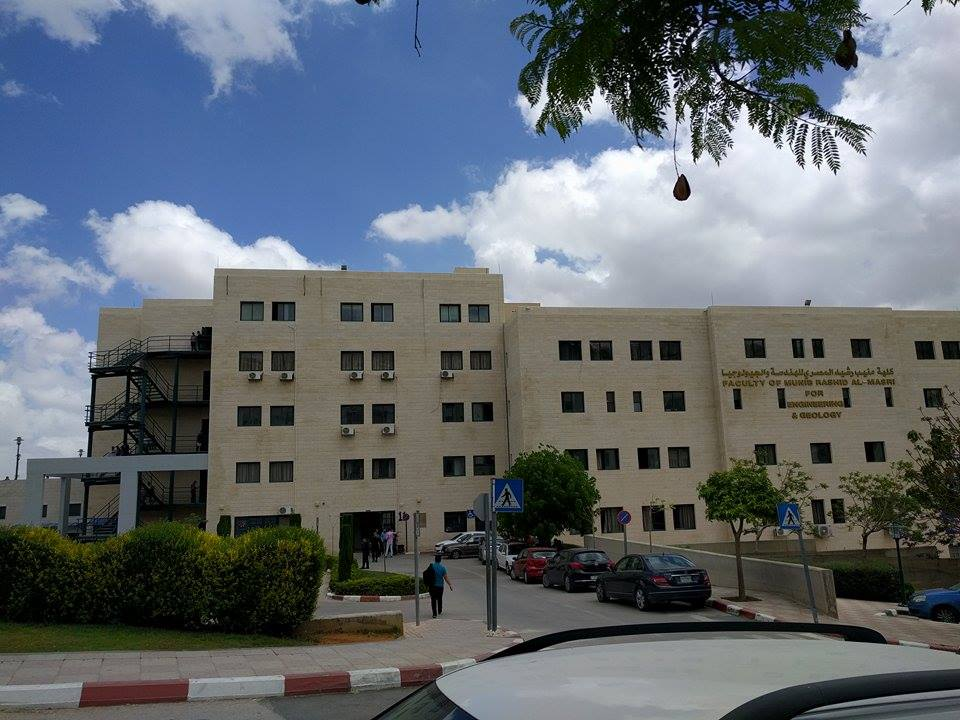 كلية منيب رشيد المصري للهندسة والجيولوجيا
FACULTY OF MUNIB RASHID AL-MASRI
FOR
ENGINEERING
& GEOLOGY